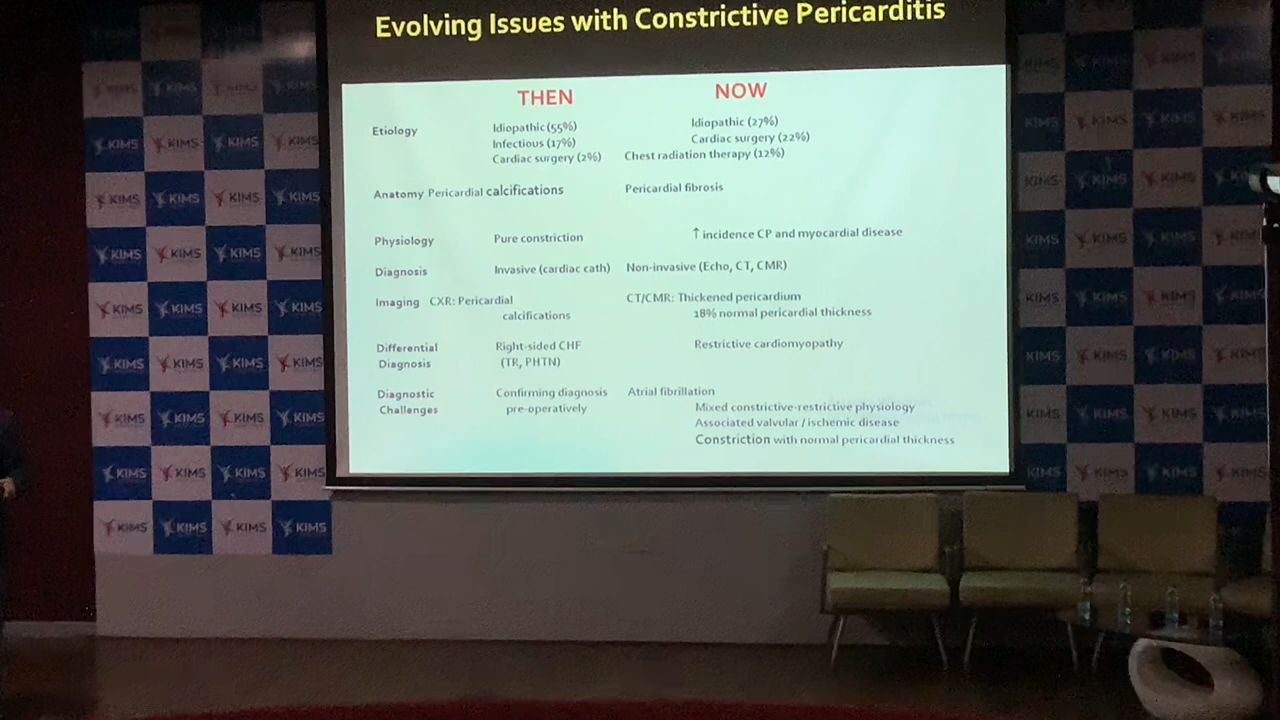 Evolving Issues with Constrictive Pericarditis
THEN NOW
Etiology Idiopathic (55%) Idiopathic (27%)
Infectious (17%) Cardiac surgery (22%)
Cardiac surgery (2%) Chest radiation therapy (12%)
Anatomy Pericardial calcifications Pericardial fibrosis
Physiology Pure constriction ↑ incidence CP and myocardial disease
Diagnosis Invasive (cardiac cath) Non-invasive (Echo, CT, CMR)
Imaging CXR: Pericardial CT/CMR: Thickened pericardium
calcifications 18% normal pericardial thickness
Differential Right-sided CHF Restrictive cardiomyopathy
Diagnosis (TR, PHTN)
Diagnostic Confirming diagnosis Atrial fibrillation
Challenges pre-operatively Mixed constrictive-restrictive physiology
Associated valvular / ischemic disease
Constriction with normal pericardial thickness
KIMS